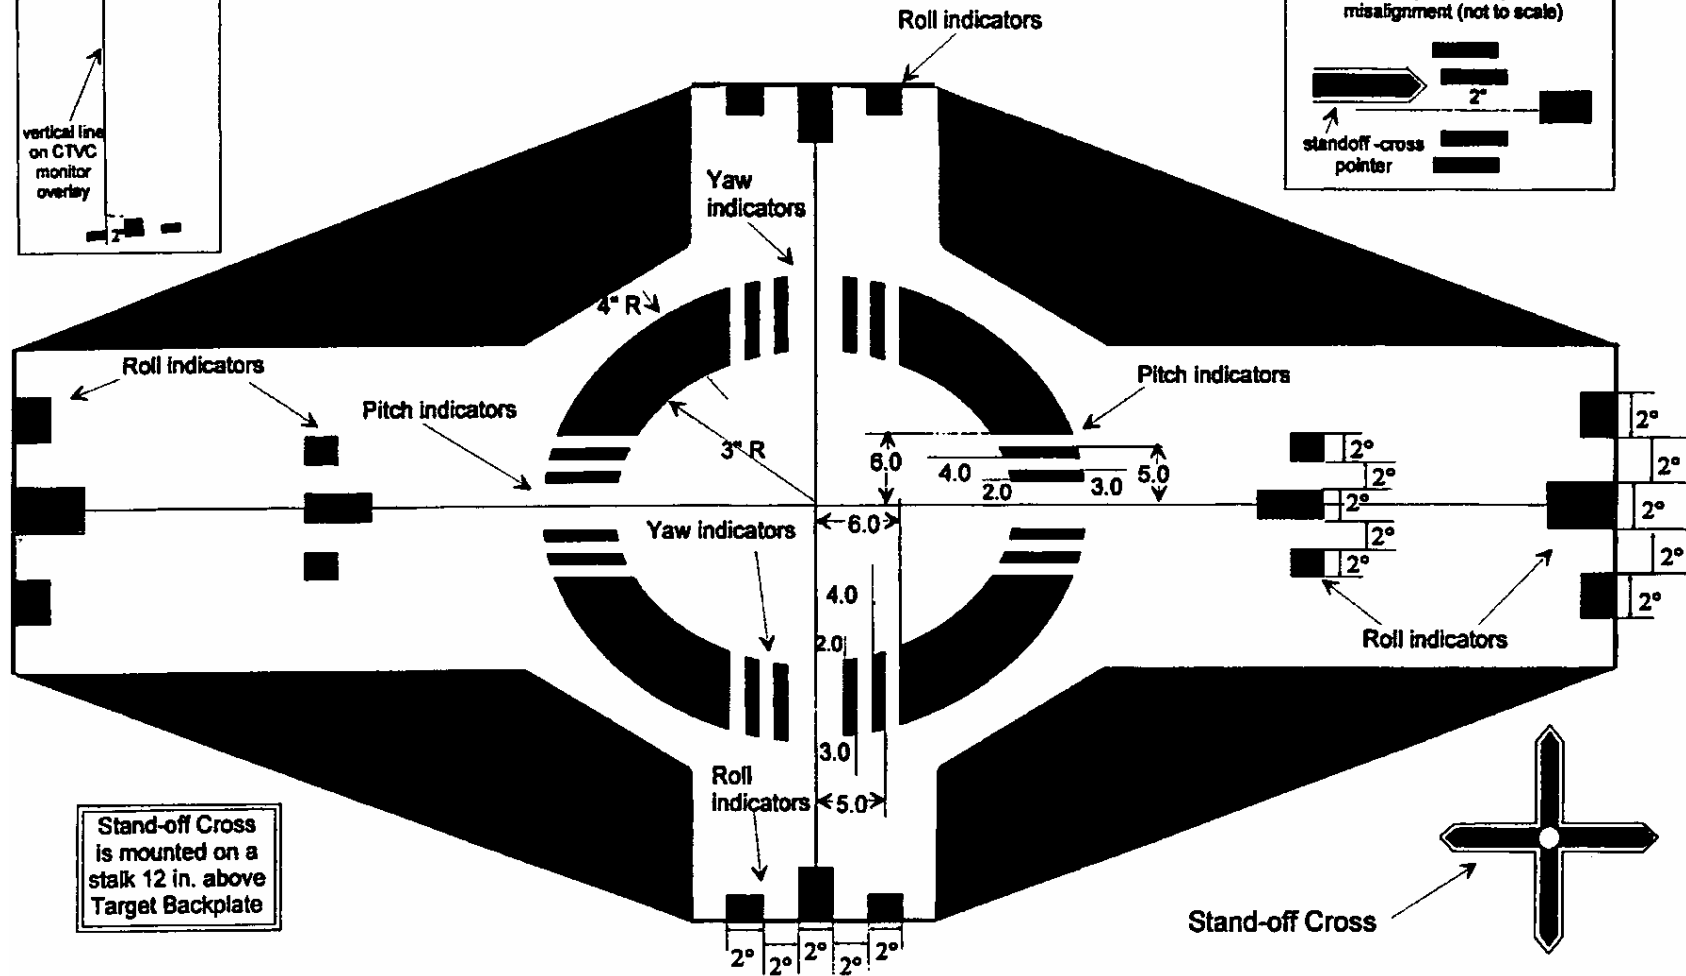 Roll indicators
misalignment (not to scale)
2°
standoff -cross
pointer
vertical line
on CTVC
monitor
overlay
2°
Yaw
indicators
4" R
Roll indicators
Pitch indicators
3" R
Pitch indicators
6.0
4.0
2.0
3.0
5.0
2°
2°
2°
2°
2°
2°
2°
2°
2°
2°
Yaw indicators
6.0
4.0
2.0
3.0
5.0
Roll indicators
Roll
indicators
2°
2°
2°
2°
2°
Stand-off Cross
is mounted on a
stalk 12 in. above
Target Backplate
Stand-off Cross